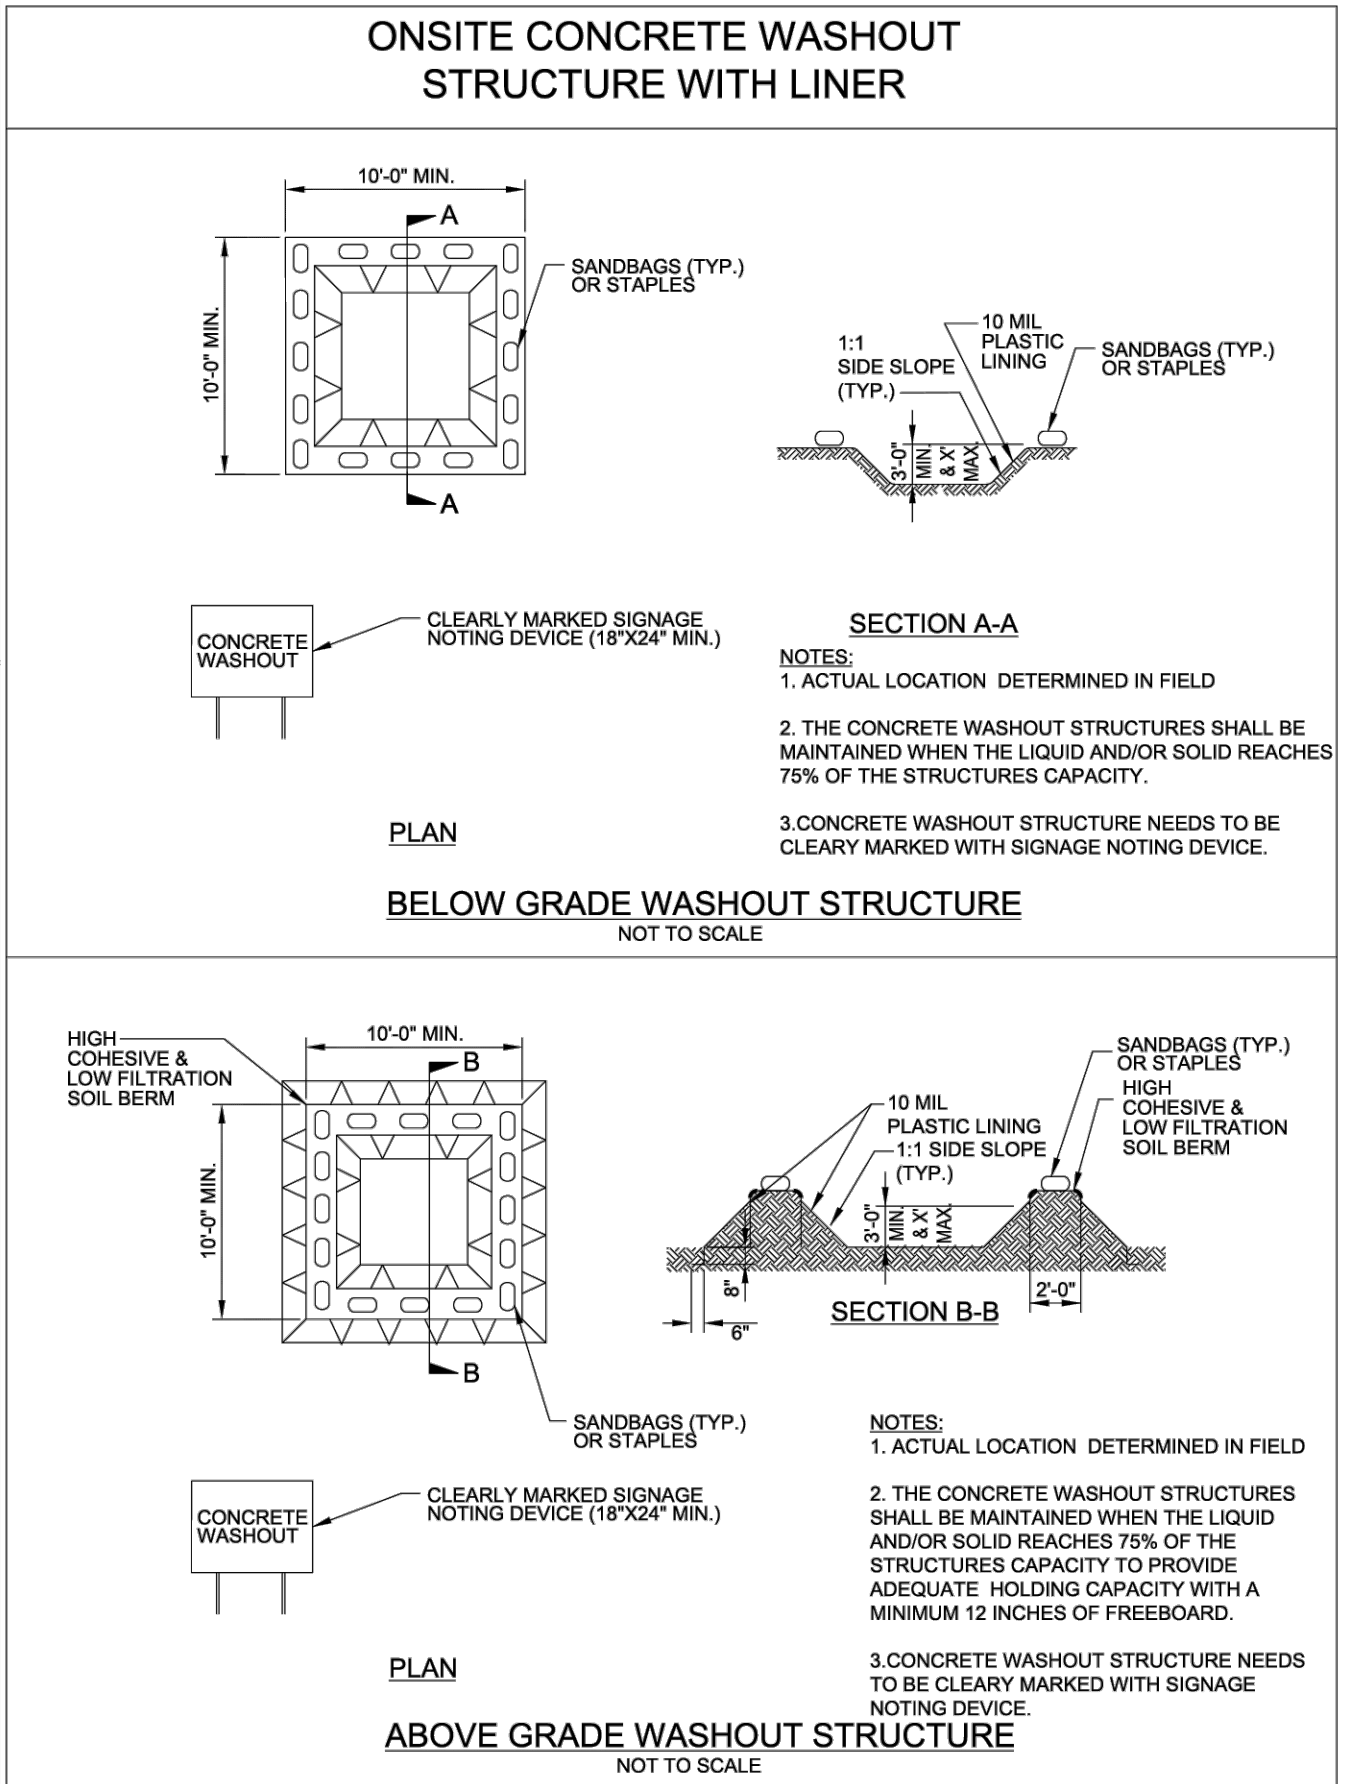 ONSITE CONCRETE WASHOUT
STRUCTURE WITH LINER
10'-0" MIN.
A
10'-0" MIN.
SANDBAGS (TYP.)
OR STAPLES
A
1:1
SIDE SLOPE
(TYP.)
10 MIL
PLASTIC
LINING
SANDBAGS (TYP.)
OR STAPLES
3'-0"
MIN.
& X'
MAX.
CONCRETE
WASHOUT
CLEARLY MARKED SIGNAGE
NOTING DEVICE (18"X24" MIN.)
PLAN
SECTION A-A
NOTES:
1. ACTUAL LOCATION DETERMINED IN FIELD
2. THE CONCRETE WASHOUT STRUCTURES SHALL BE
MAINTAINED WHEN THE LIQUID AND/OR SOLID REACHES
75% OF THE STRUCTURES CAPACITY.
3.CONCRETE WASHOUT STRUCTURE NEEDS TO BE
CLEARY MARKED WITH SIGNAGE NOTING DEVICE.
BELOW GRADE WASHOUT STRUCTURE
NOT TO SCALE
HIGH
COHESIVE &
LOW FILTRATION
SOIL BERM
10'-0" MIN.
B
10'-0" MIN.
B
SANDBAGS (TYP.)
OR STAPLES
10 MIL
PLASTIC LINING
1:1 SIDE SLOPE
(TYP.)
SANDBAGS (TYP.)
OR STAPLES
HIGH
COHESIVE &
LOW FILTRATION
SOIL BERM
3'-0"
MIN.
& X'
MAX.
8"
6"
2'-0"
SECTION B-B
CONCRETE
WASHOUT
CLEARLY MARKED SIGNAGE
NOTING DEVICE (18"X24" MIN.)
PLAN
NOTES:
1. ACTUAL LOCATION DETERMINED IN FIELD
2. THE CONCRETE WASHOUT STRUCTURES
SHALL BE MAINTAINED WHEN THE LIQUID
AND/OR SOLID REACHES 75% OF THE
STRUCTURES CAPACITY TO PROVIDE
ADEQUATE HOLDING CAPACITY WITH A
MINIMUM 12 INCHES OF FREEBOARD.
3.CONCRETE WASHOUT STRUCTURE NEEDS
TO BE CLEARY MARKED WITH SIGNAGE
NOTING DEVICE.
ABOVE GRADE WASHOUT STRUCTURE
NOT TO SCALE